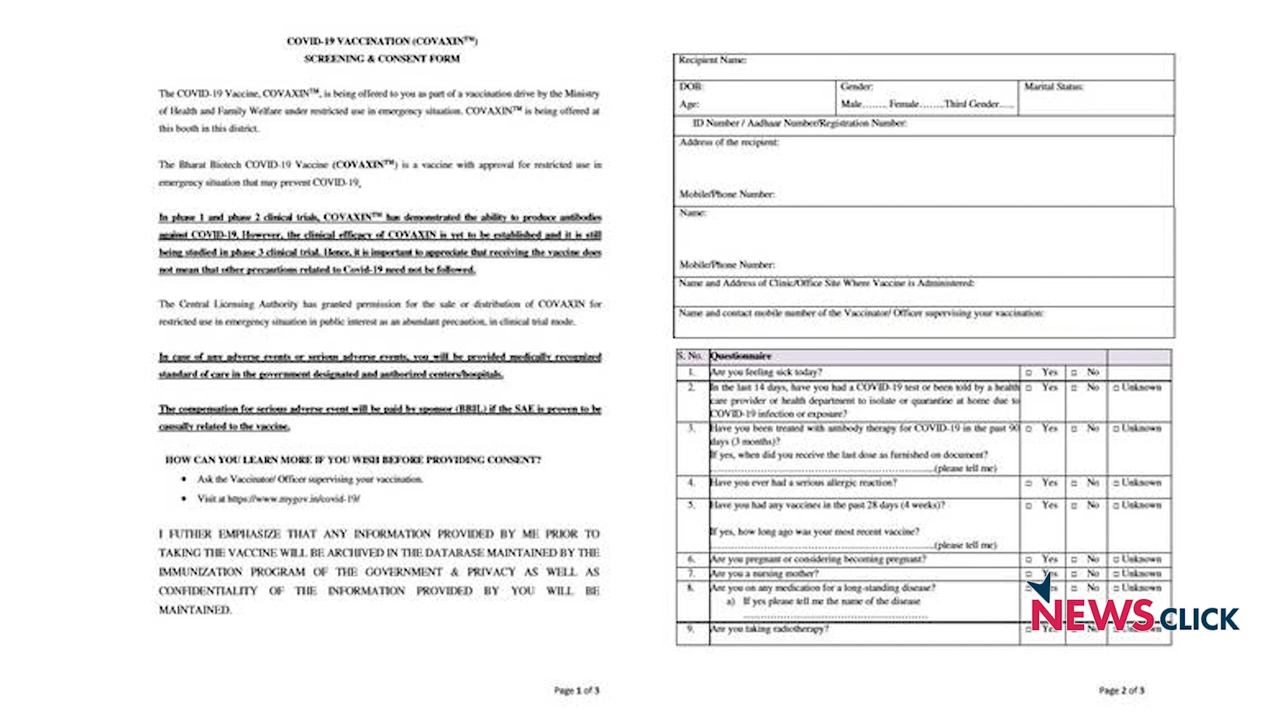 COVID-19 VACCINATION (COVAXIN™)
SCREENING & CONSENT FORM
The COVID-19 Vaccine, COVAXIN™, is being offered to you as part of a vaccination drive by the Ministry
of Health and Family Welfare under restricted use in emergency situation. COVAXIN™ is being offered at
this booth in this district.
The Bharat Biotech COVID-19 Vaccine (COVAXIN™) is a vaccine with approval for restricted use in
emergency situation that may prevent COVID-19.
In phase 1 and phase 2 clinical trials, COVAXIN™ has demonstrated the ability to produce antibodies
against COVID-19. However, the clinical efficacy of COVAXIN is yet to be established and it is still
being studied in phase 3 clinical trial. Hence, it is important to appreciate that receiving the vaccine does
not mean that other precautions related to Covid-19 need not be followed.
The Central Licensing Authority has granted permission for the sale or distribution of COVAXIN for
restricted use in emergency situation in public interest as an abundant precaution, in clinical trial mode.
In case of any adverse events or serious adverse events, you will be provided medically recognized
standard of care in the government designated and authorized centers/hospitals.
The compensation for serious adverse event will be paid by sponsor (BBIL) if the SAE is proven to be
causally related to the vaccine.
HOW CAN YOU LEARN MORE IF YOU WISH BEFORE PROVIDING CONSENT?
• Ask the Vaccinator/ Officer supervising your vaccination.
• Visit at https://www.mygov.in/covid-19/
I FUTHER EMPHASIZE THAT ANY INFORMATION PROVIDED BY ME PRIOR TO
TAKING THE VACCINE WILL BE ARCHIVED IN THE DATABASE MAINTAINED BY THE
IMMUNIZATION PROGRAM OF THE GOVERNMENT & PRIVACY AS WELL AS
CONFIDENTIALITY OF THE INFORMATION PROVIDED BY YOU WILL BE
MAINTAINED.
Page 1 of 3
Recipient Name:
DOB: Gender: Marital Status:
Age: Male....... Female.......Third Gender.....
ID Number / Aadhaar Number/Registration Number:
Address of the recipient:
Mobile/Phone Number:
Name:
Mobile/Phone Number:
Name and Address of Clinic/Office Site Where Vaccine is Administered:
Name and contact mobile number of the Vaccinator/ Officer supervising your vaccination:
S. No. Questionnaire
1. Are you feeling sick today? □ Yes □ No
2. In the last 14 days, have you had a COVID-19 test or been told by a health □ Yes □ No □ Unknown
care provider or health department to isolate or quarantine at home due to
COVID-19 infection or exposure?
3. Have you been treated with antibody therapy for COVID-19 in the past 90 □ Yes □ No □ Unknown
days (3 months)?
If yes, when did you receive the last dose as furnished on document?
..............................................................(please tell me)
4. Have you ever had a serious allergic reaction? □ Yes □ No □ Unknown
5. Have you had any vaccines in the past 28 days (4 weeks)? □ Yes □ No □ Unknown
If yes, how long ago was your most recent vaccine?
..............................................................(please tell me)
6. Are you pregnant or considering becoming pregnant? □ Yes □ No □ Unknown
7. Are you a nursing mother? □ Yes □ No □ Unknown
8. Are you on any medication for a long-standing disease? □ No □ Unknown
a) If yes please tell me the name of the disease
..................................................
9. Are you taking radiotherapy? □ Yes □ No □ Unknown
NEWSCLICK
Page 2 of 3